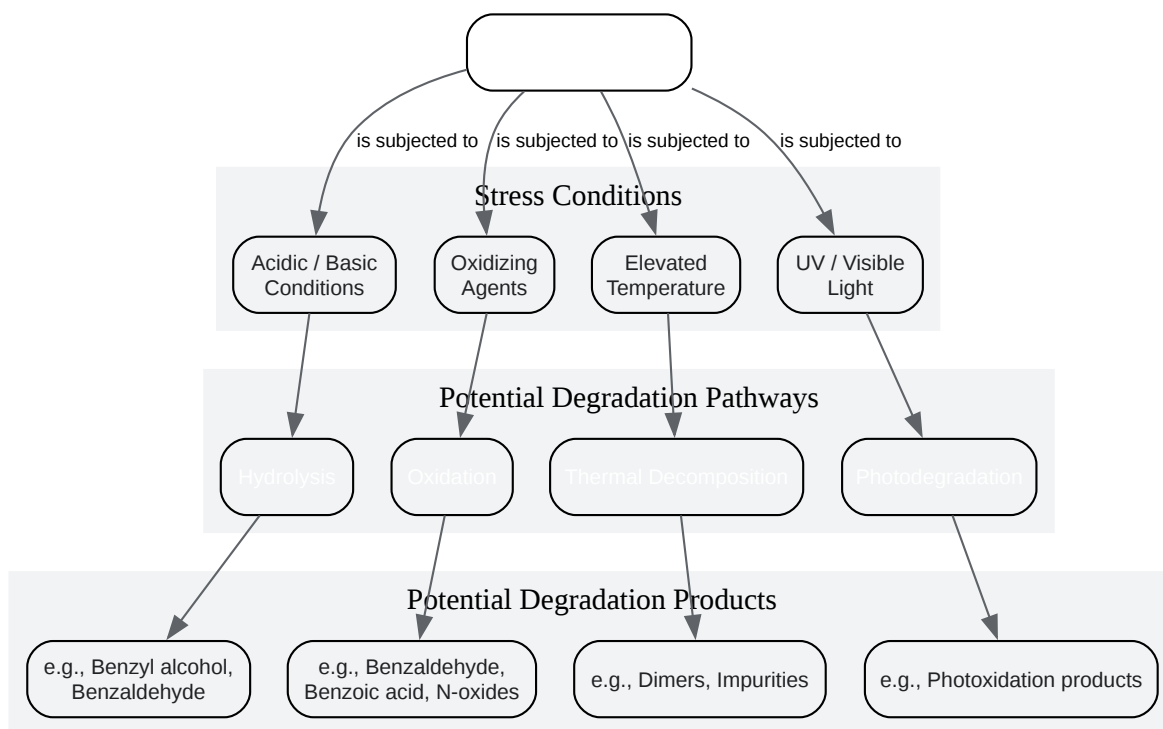 is subjected to is subjected to is subjected to is subjected to
Stress Conditions
Acidic / Basic
Conditions
Oxidizing
Agents
Elevated
Temperature
UV / Visible
Light
Potential Degradation Pathways
Hydrolysis
Oxidation
Thermal Decomposition
Photodegradation
Potential Degradation Products
e.g., Benzyl alcohol,
Benzaldehyde
e.g., Benzaldehyde,
Benzoic acid, N-oxides
e.g., Dimers, Impurities
e.g., Photoxidation products